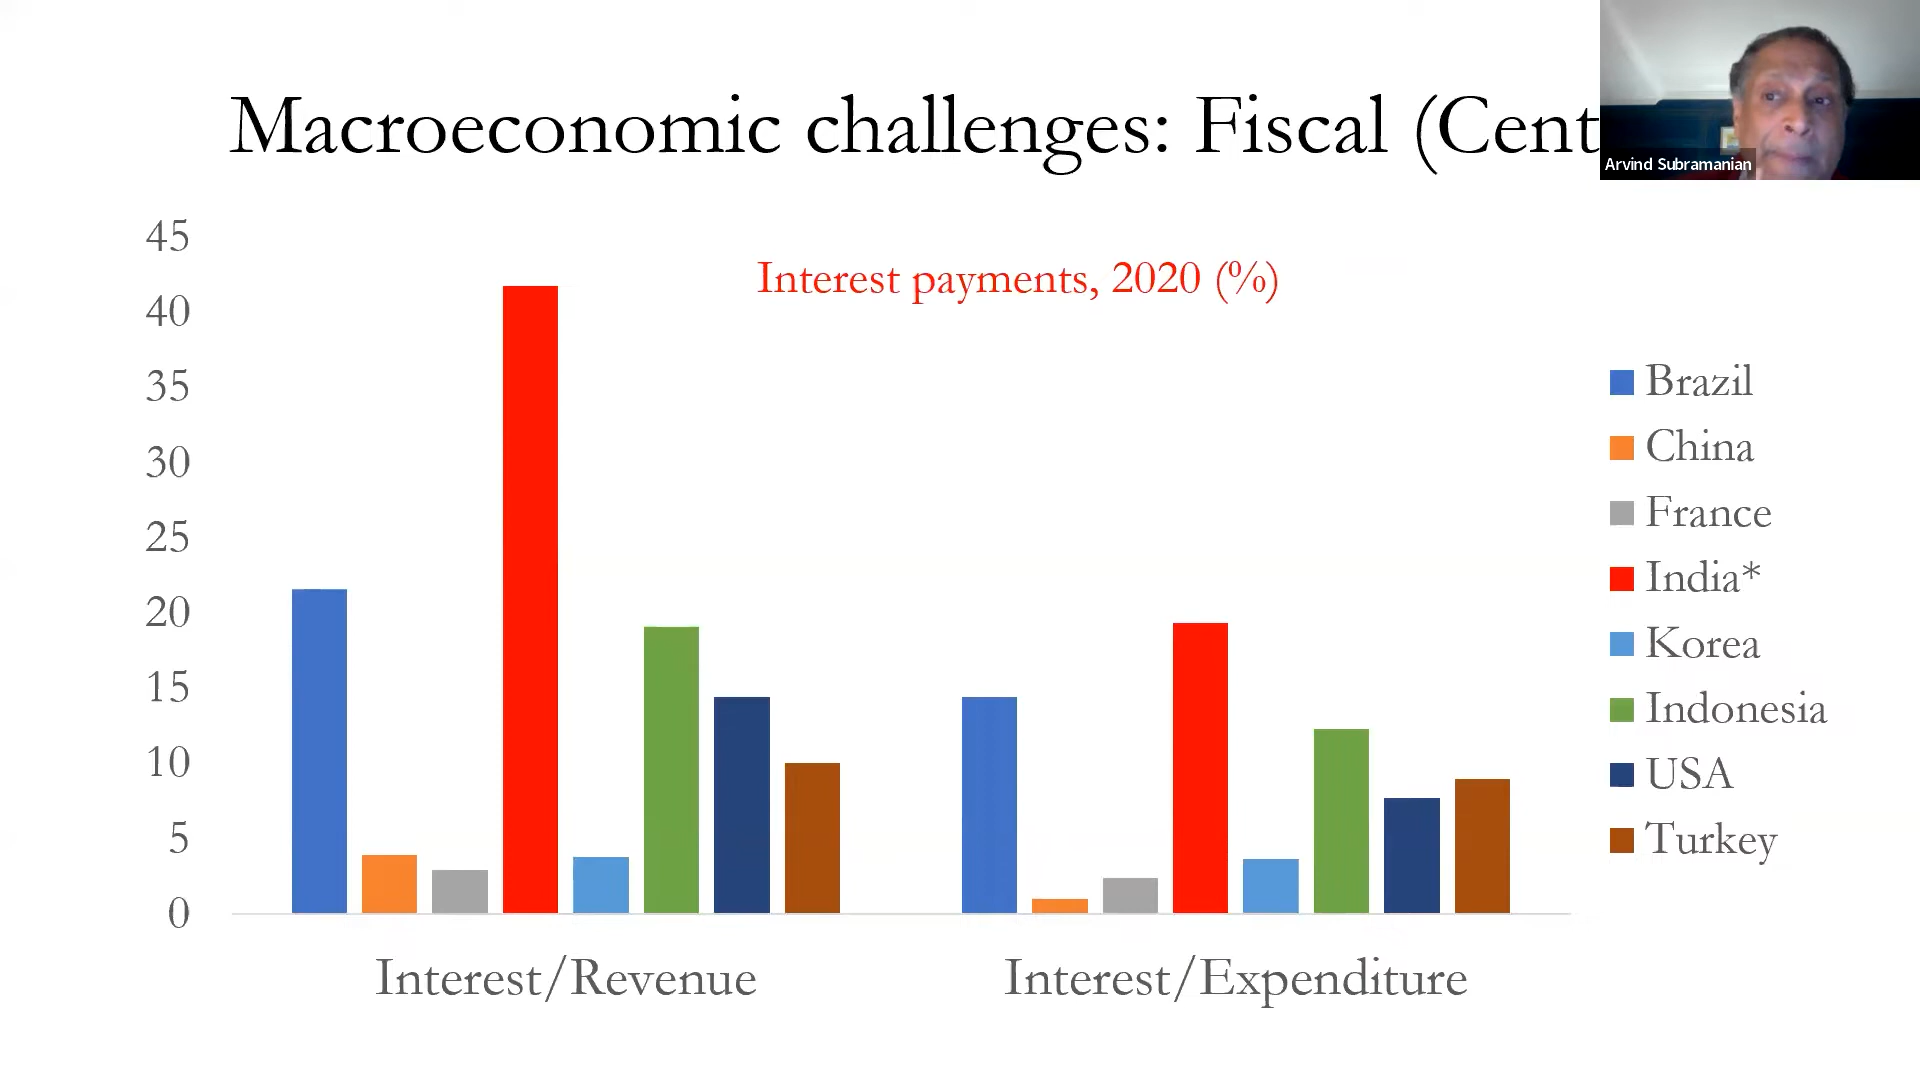 Macroeconomic challenges: Fiscal (Cent
Arvind Subramanian
Interest payments, 2020 (%)
45
40
35
30
25
20
15
10
5
0
Interest/Revenue
Interest/Expenditure
Brazil
China
France
India*
Korea
Indonesia
USA
Turkey